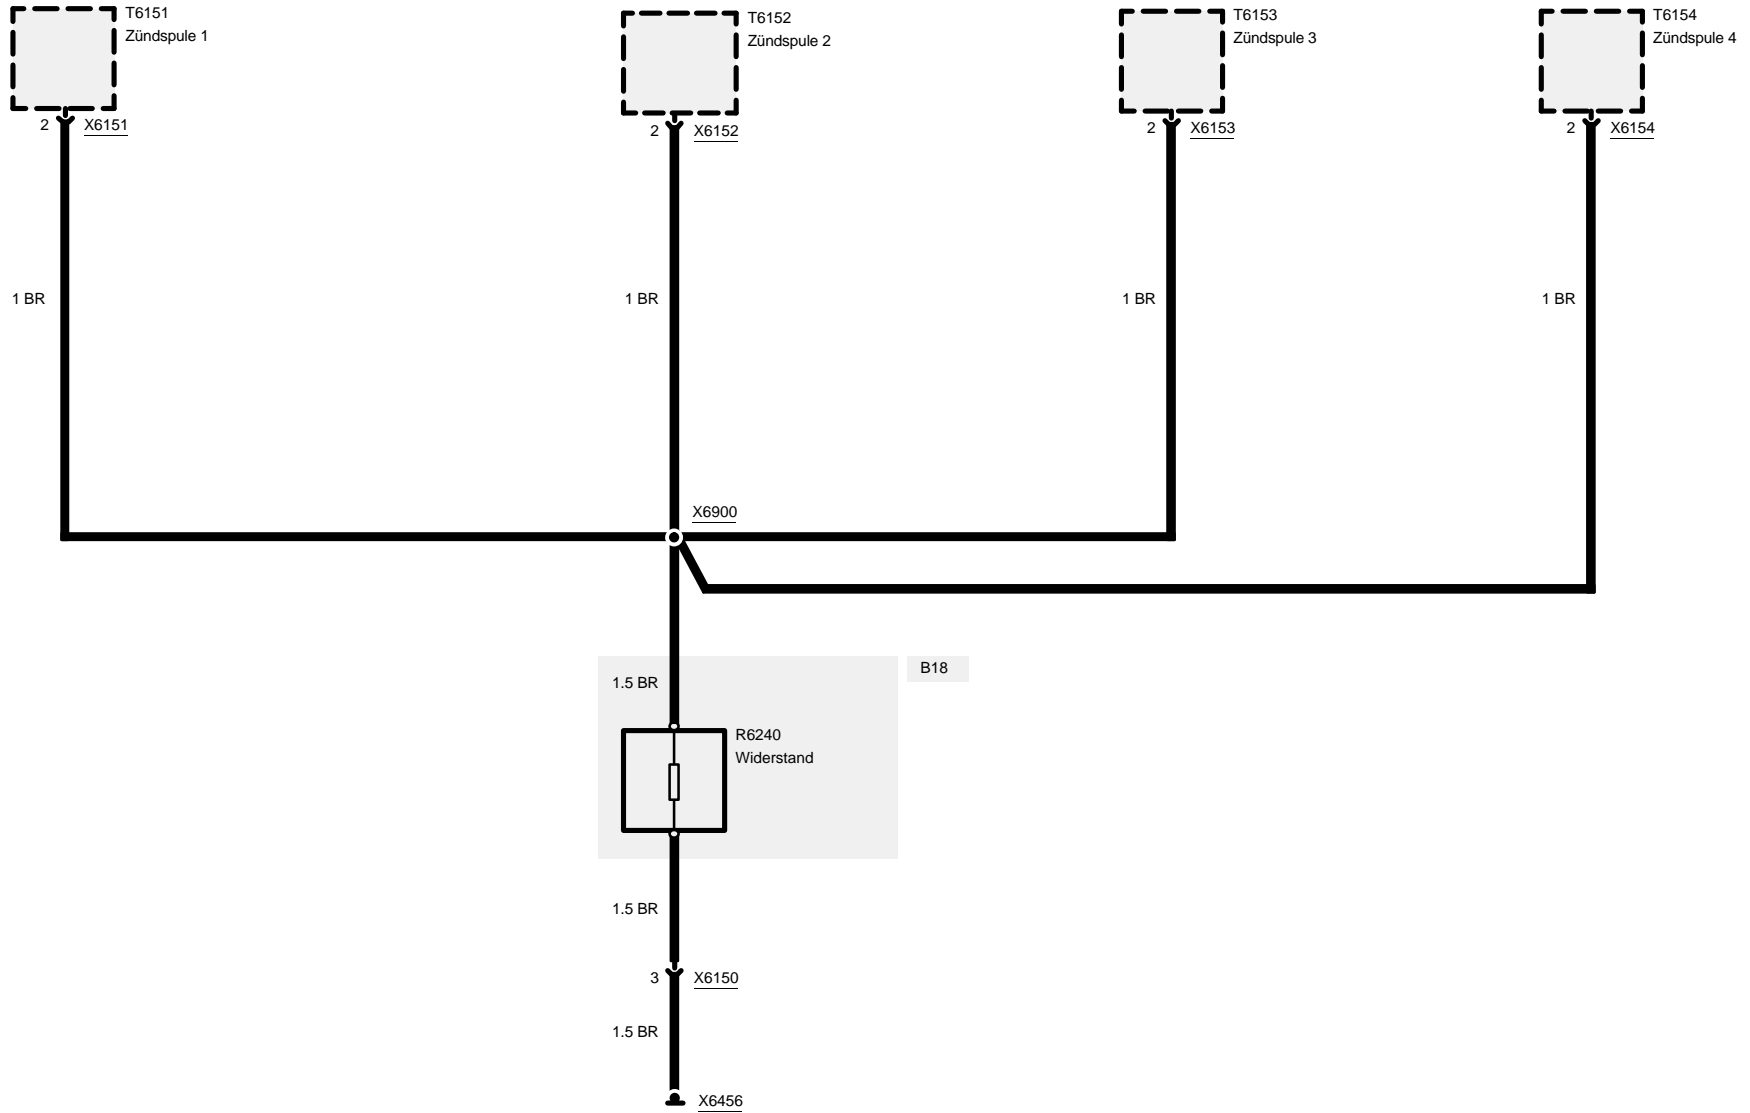 T6151
Zündspule 1
T6152
Zündspule 2
T6153
Zündspule 3
T6154
Zündspule 4
2
X6151
2
X6152
2
X6153
2
X6154
1 BR
1 BR
1 BR
1 BR
X6900
B18
1.5 BR
R6240
Widerstand
1.5 BR
3
X6150
1.5 BR
X6456